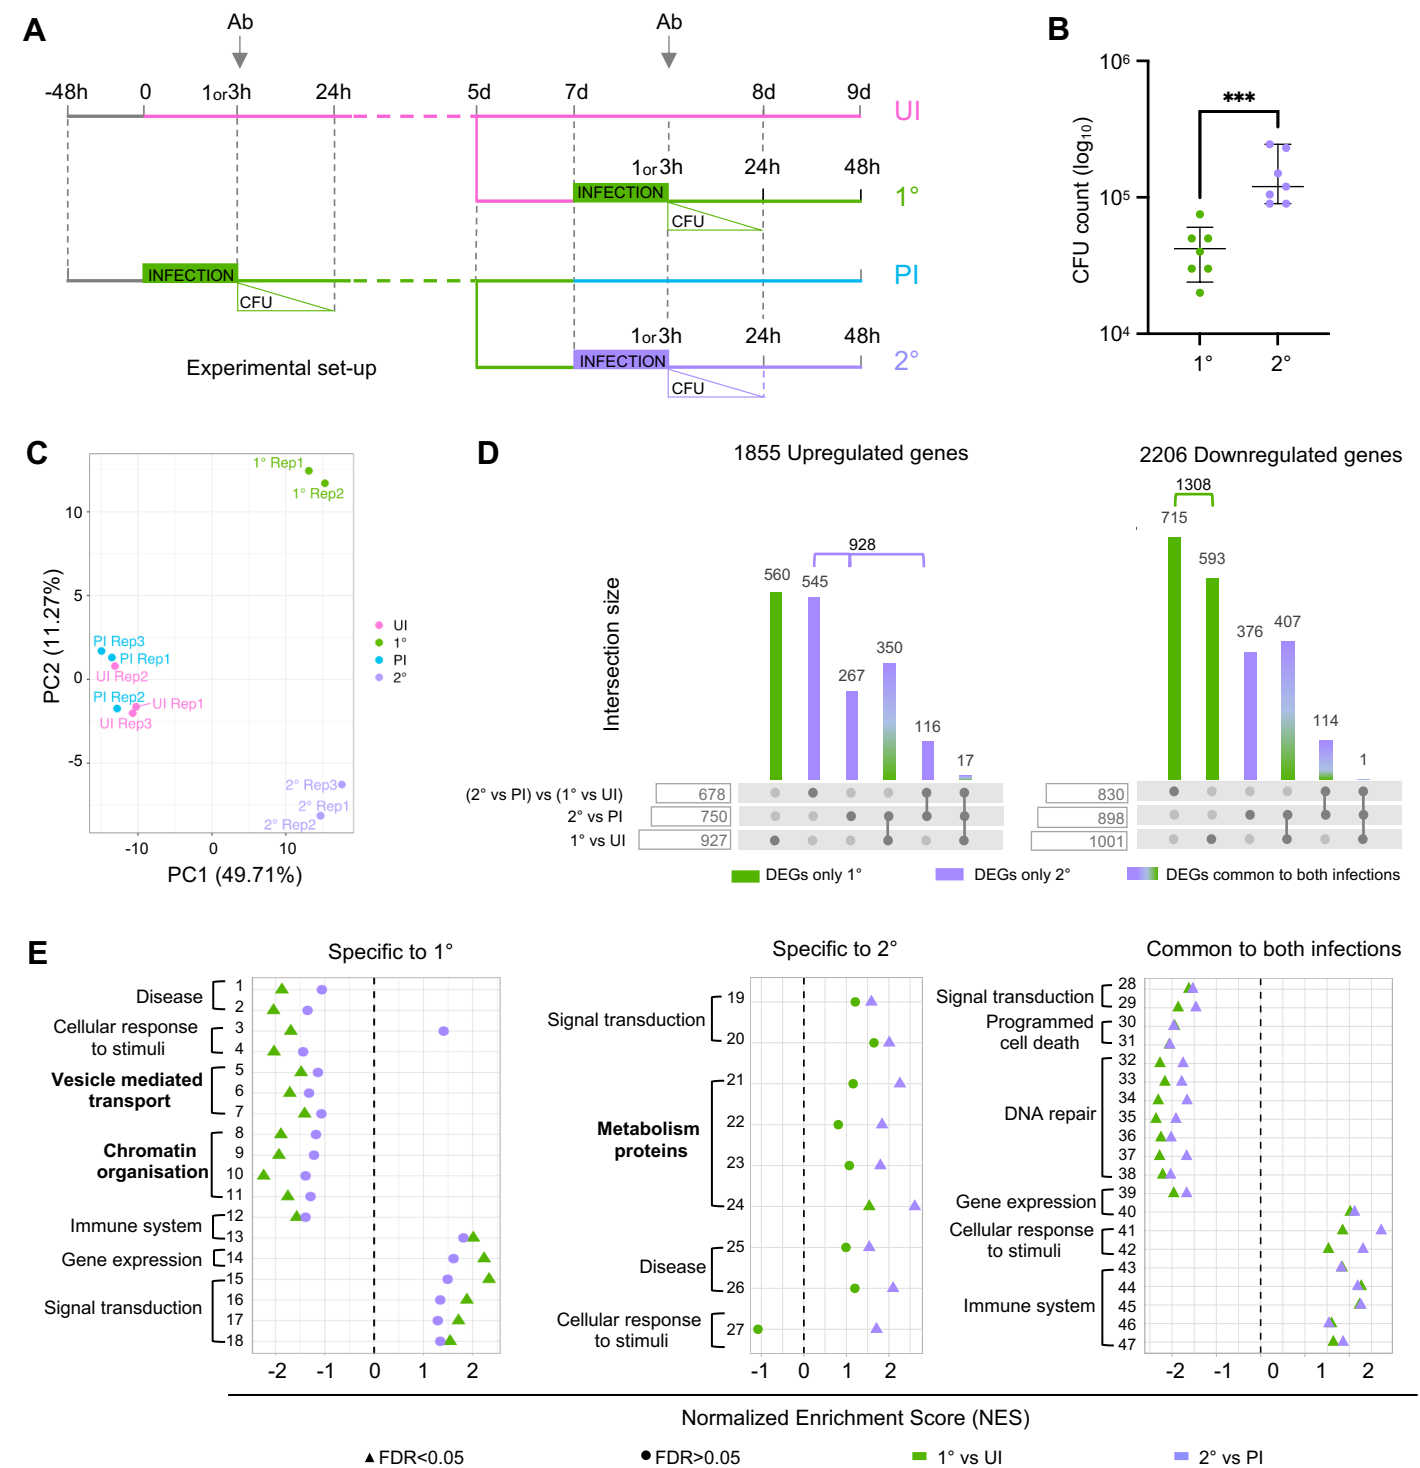 A
Ab
Ab
-48h 0 1or3h 24h 5d 7d 8d 9d
UI
1or3h 24h 48h
INFECTION
1°
CFU
INFECTION
PI
CFU
1or3h 24h 48h
INFECTION
2°
CFU
Experimental set-up
B
CFU count (log10)
10⁶
10⁵
10⁴
***
1° 2°
C
PC2 (11.27%)
10
5
0
-5
1° Rep1
1° Rep2
PI Rep3
PI Rep1
UI Rep2
PI Rep2
UI Rep1
UI Rep3
2° Rep3
2° Rep1
2° Rep2
-10 0 10
PC1 (49.71%)
UI
1°
PI
2°
D
1855 Upregulated genes
2206 Downregulated genes
Intersection size
928
560 545 267 350 116 17
1308
715 593 376 407 114 1
(2° vs PI) vs (1° vs UI) 678 830
2° vs PI 750 898
1° vs UI 927 1001
DEGs only 1° DEGs only 2° DEGs common to both infections
E
Specific to 1°
Disease
Cellular response
to stimuli
Vesicle mediated
transport
Chromatin
organisation
Immune system
Gene expression
Signal transduction
1
2
3
4
5
6
7
8
9
10
11
12
13
14
15
16
17
18
-2 -1 0 1 2
Specific to 2°
Signal transduction
Metabolism
proteins
Disease
Cellular response
to stimuli
19
20
21
22
23
24
25
26
27
-1 0 1 2
Common to both infections
Signal transduction
Programmed
cell death
DNA repair
Gene expression
Cellular response
to stimuli
Immune system
28
29
30
31
32
33
34
35
36
37
38
39
40
41
42
43
44
45
46
47
-2 -1 0 1 2
Normalized Enrichment Score (NES)
FDR<0.05 FDR>0.05 1° vs UI 2° vs PI